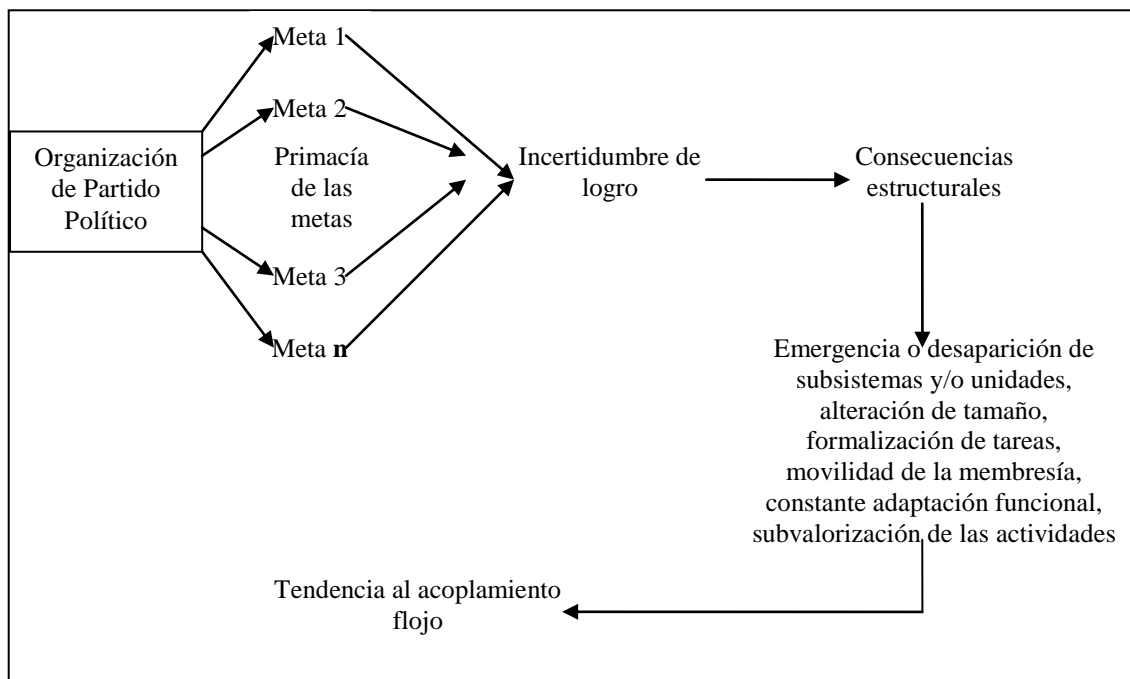 Meta 1
Meta 2
Organización
de Partido
Político
Primacía
de las
metas
Meta 3
Meta n
Incertidumbre de
logro
Consecuencias
estructurales
Emergencia o desaparición de
subsistemas y/o unidades,
alteración de tamaño,
formalización de tareas,
movilidad de la membresía,
constante adaptación funcional,
subvalorización de las actividades
Tendencia al acoplamiento
flojo